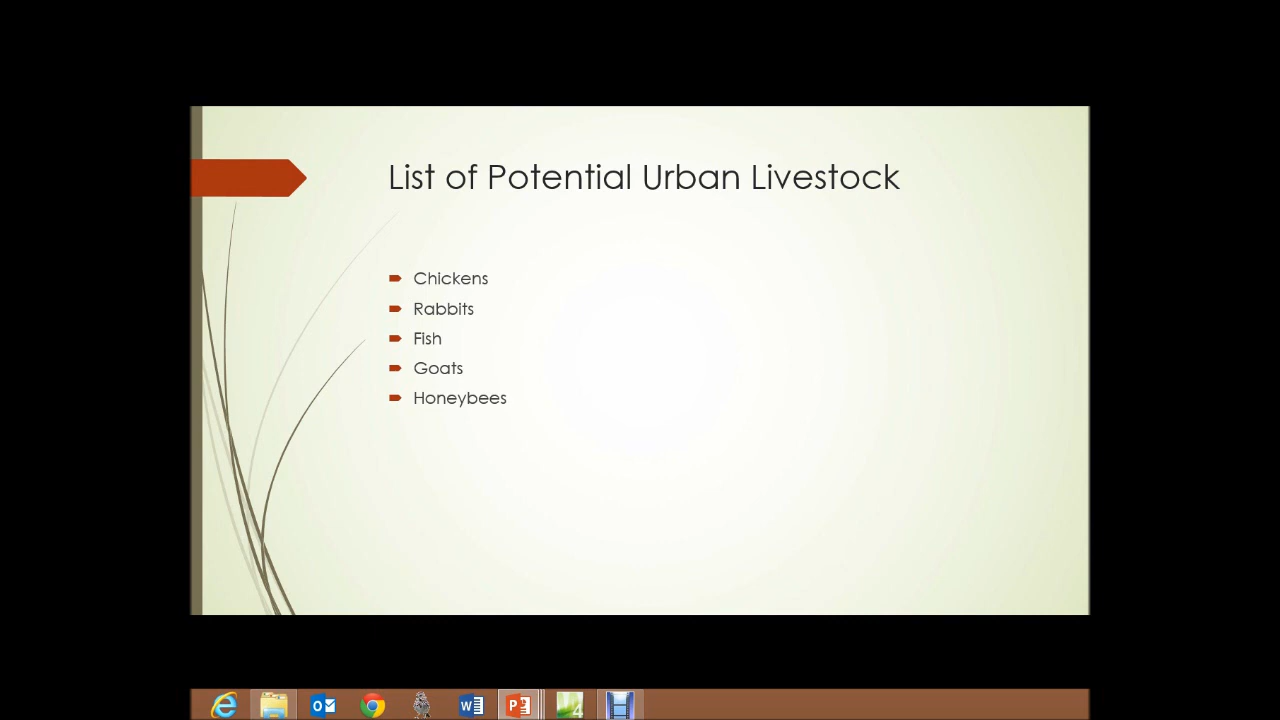 List of Potential Urban Livestock
Chickens
Rabbits
Fish
Goats
Honeybees